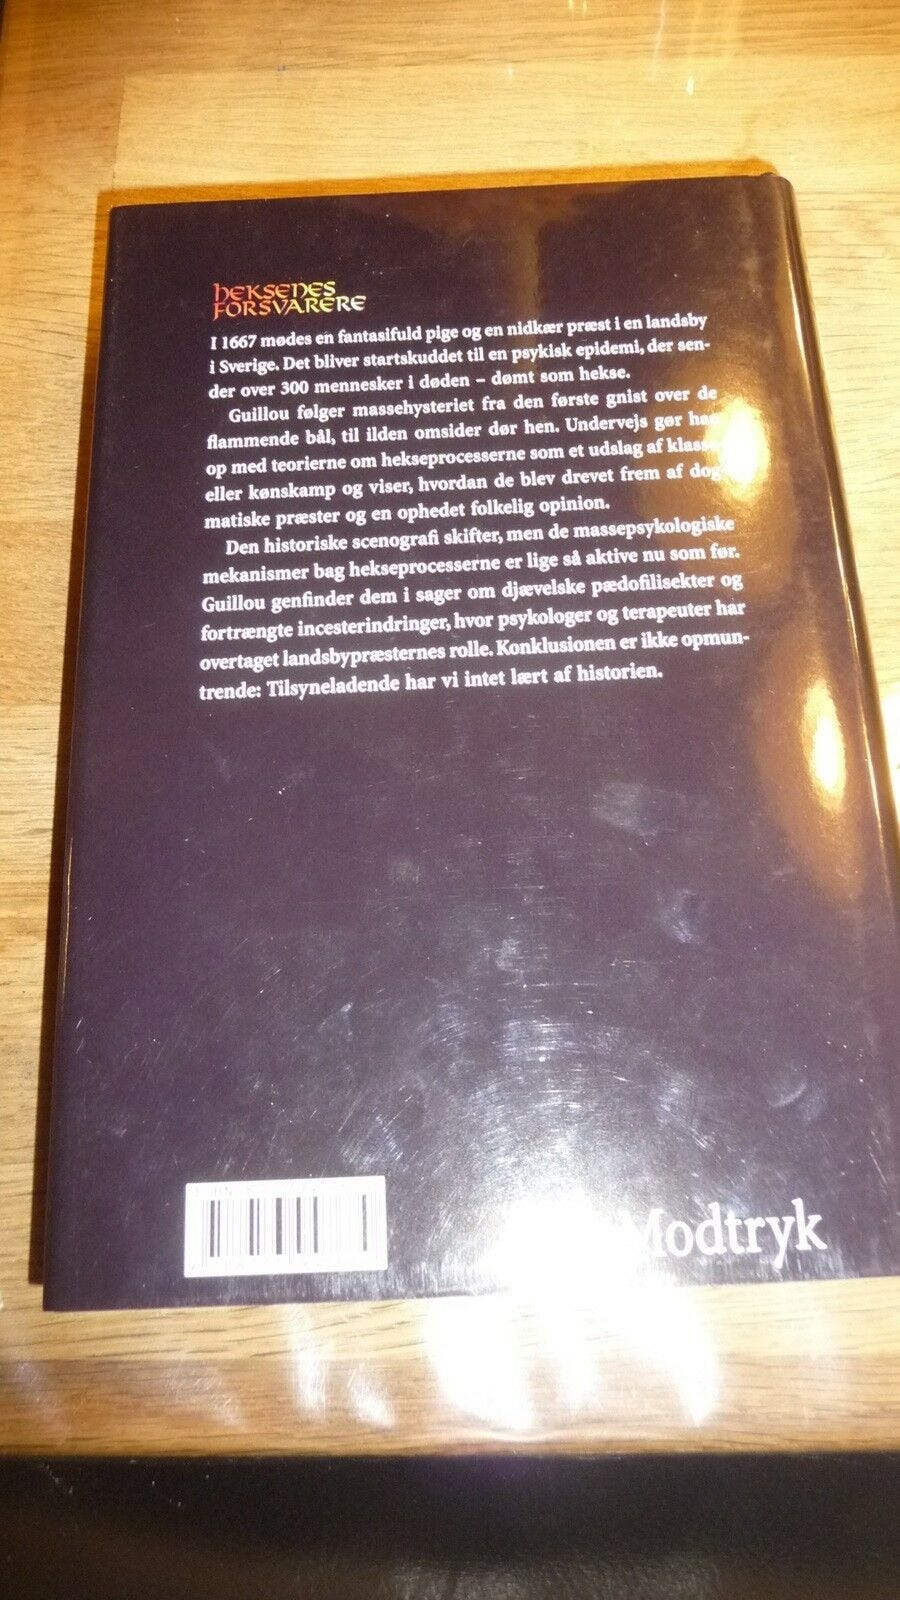 HEKSENES
FORSVARERE
I 1667 mødes en fantasifuld pige og en nidkær præst i en landsby
i Sverige. Det bliver startskuddet til en psykisk epidemi, der sen-
der over 300 mennesker i døden – dømt som hekse.
Guillou følger massehysteriet fra den første gnist over de
flammende bål, til ilden omsider dør hen. Undervejs gør han
op med teorierne om hekseprocesserne som et udslag af klasse-
eller kønskamp og viser, hvordan de blev drevet frem af dog-
matiske præster og en ophedet folkelig opinion.
Den historiske scenografi skifter, men de massepsykologiske
mekanismer bag hekseprocesserne er lige så aktive nu som før.
Guillou genfinder dem i sager om djævelske pædofilisekter og
fortrængte incesterindringer, hvor psykologer og terapeuter har
overtaget landsbypræsternes rolle. Konklusionen er ikke opmun-
trende: Tilsyneladende har vi intet lært af historien.
Modtryk